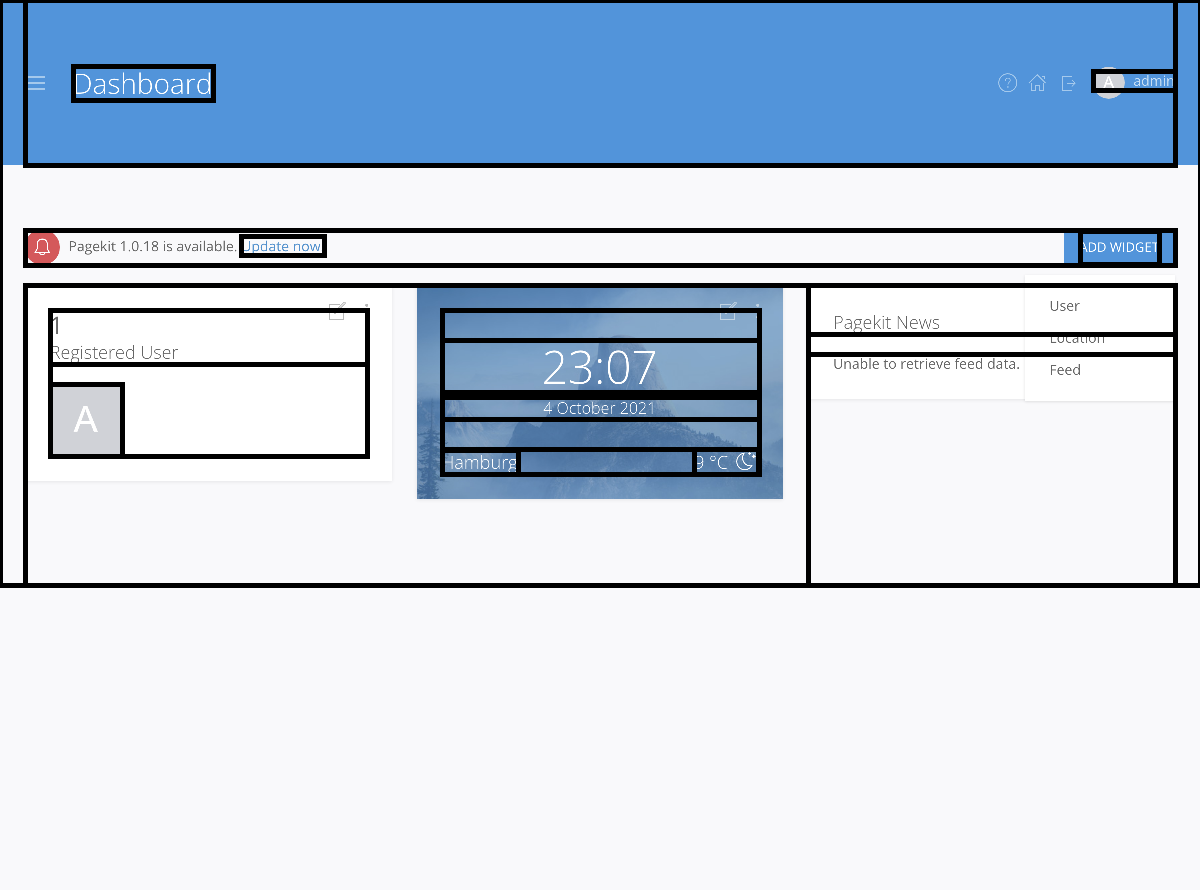 Dashboard
A admin
Pagekit 1.0.18 is available. Update now
ADD WIDGET
1
Registered User
A
23:07
4 October 2021
Hamburg
9 °C
Pagekit News
Unable to retrieve feed data.
User
Location
Feed